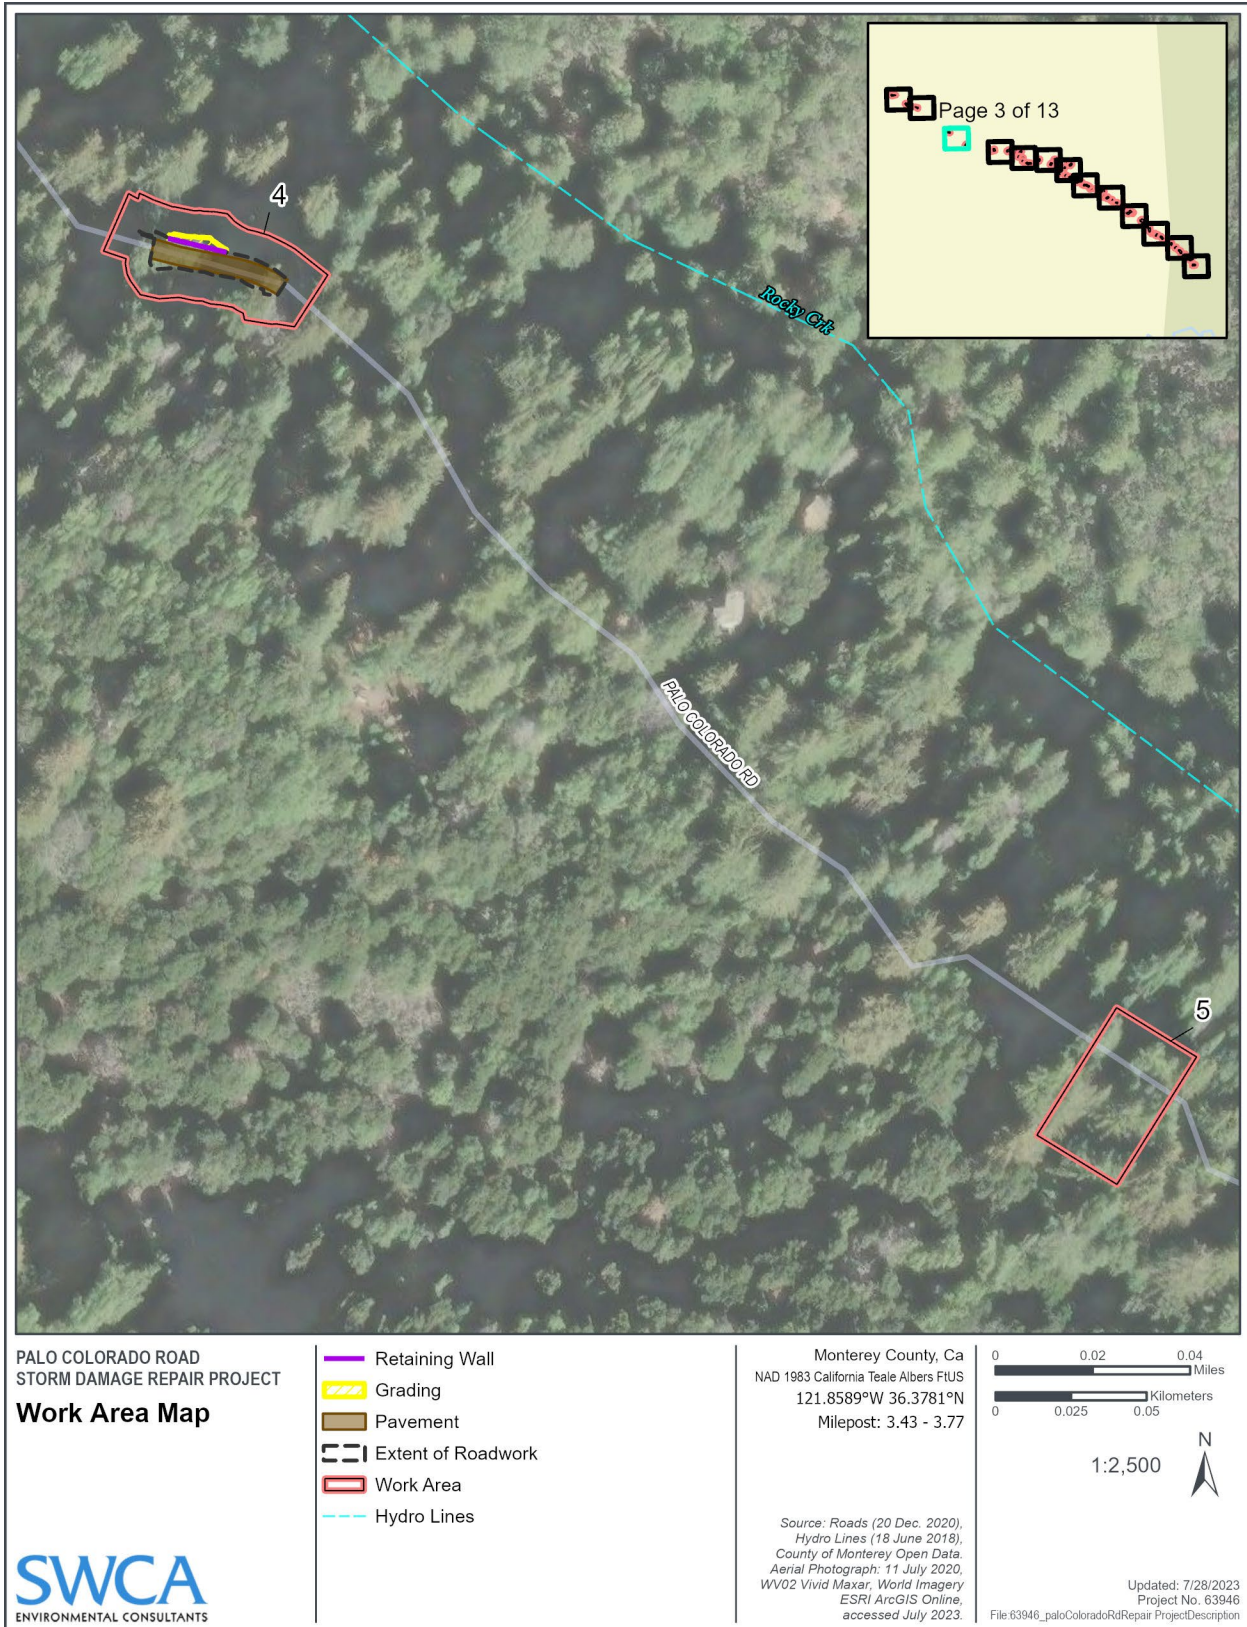 Page 3 of 13
4
Rocky Crk
PALO COLORADO RD
5
PALO COLORADO ROAD
STORM DAMAGE REPAIR PROJECT
Work Area Map
SWCA
ENVIRONMENTAL CONSULTANTS
Retaining Wall
Grading
Pavement
Extent of Roadwork
Work Area
Hydro Lines
Monterey County, Ca
NAD 1983 California Teale Albers FtUS
121.8589°W 36.3781°N
Milepost: 3.43 - 3.77
Source: Roads (20 Dec. 2020),
Hydro Lines (18 June 2018),
County of Monterey Open Data.
Aerial Photograph: 11 July 2020,
WV02 Vivid Maxar, World Imagery
ESRI ArcGIS Online,
accessed July 2023.
0 0.02 0.04
Miles
Kilometers
0 0.025 0.05
N
1:2,500
Updated: 7/28/2023
Project No. 63946
File:63946_paloColoradoRdRepair ProjectDescription